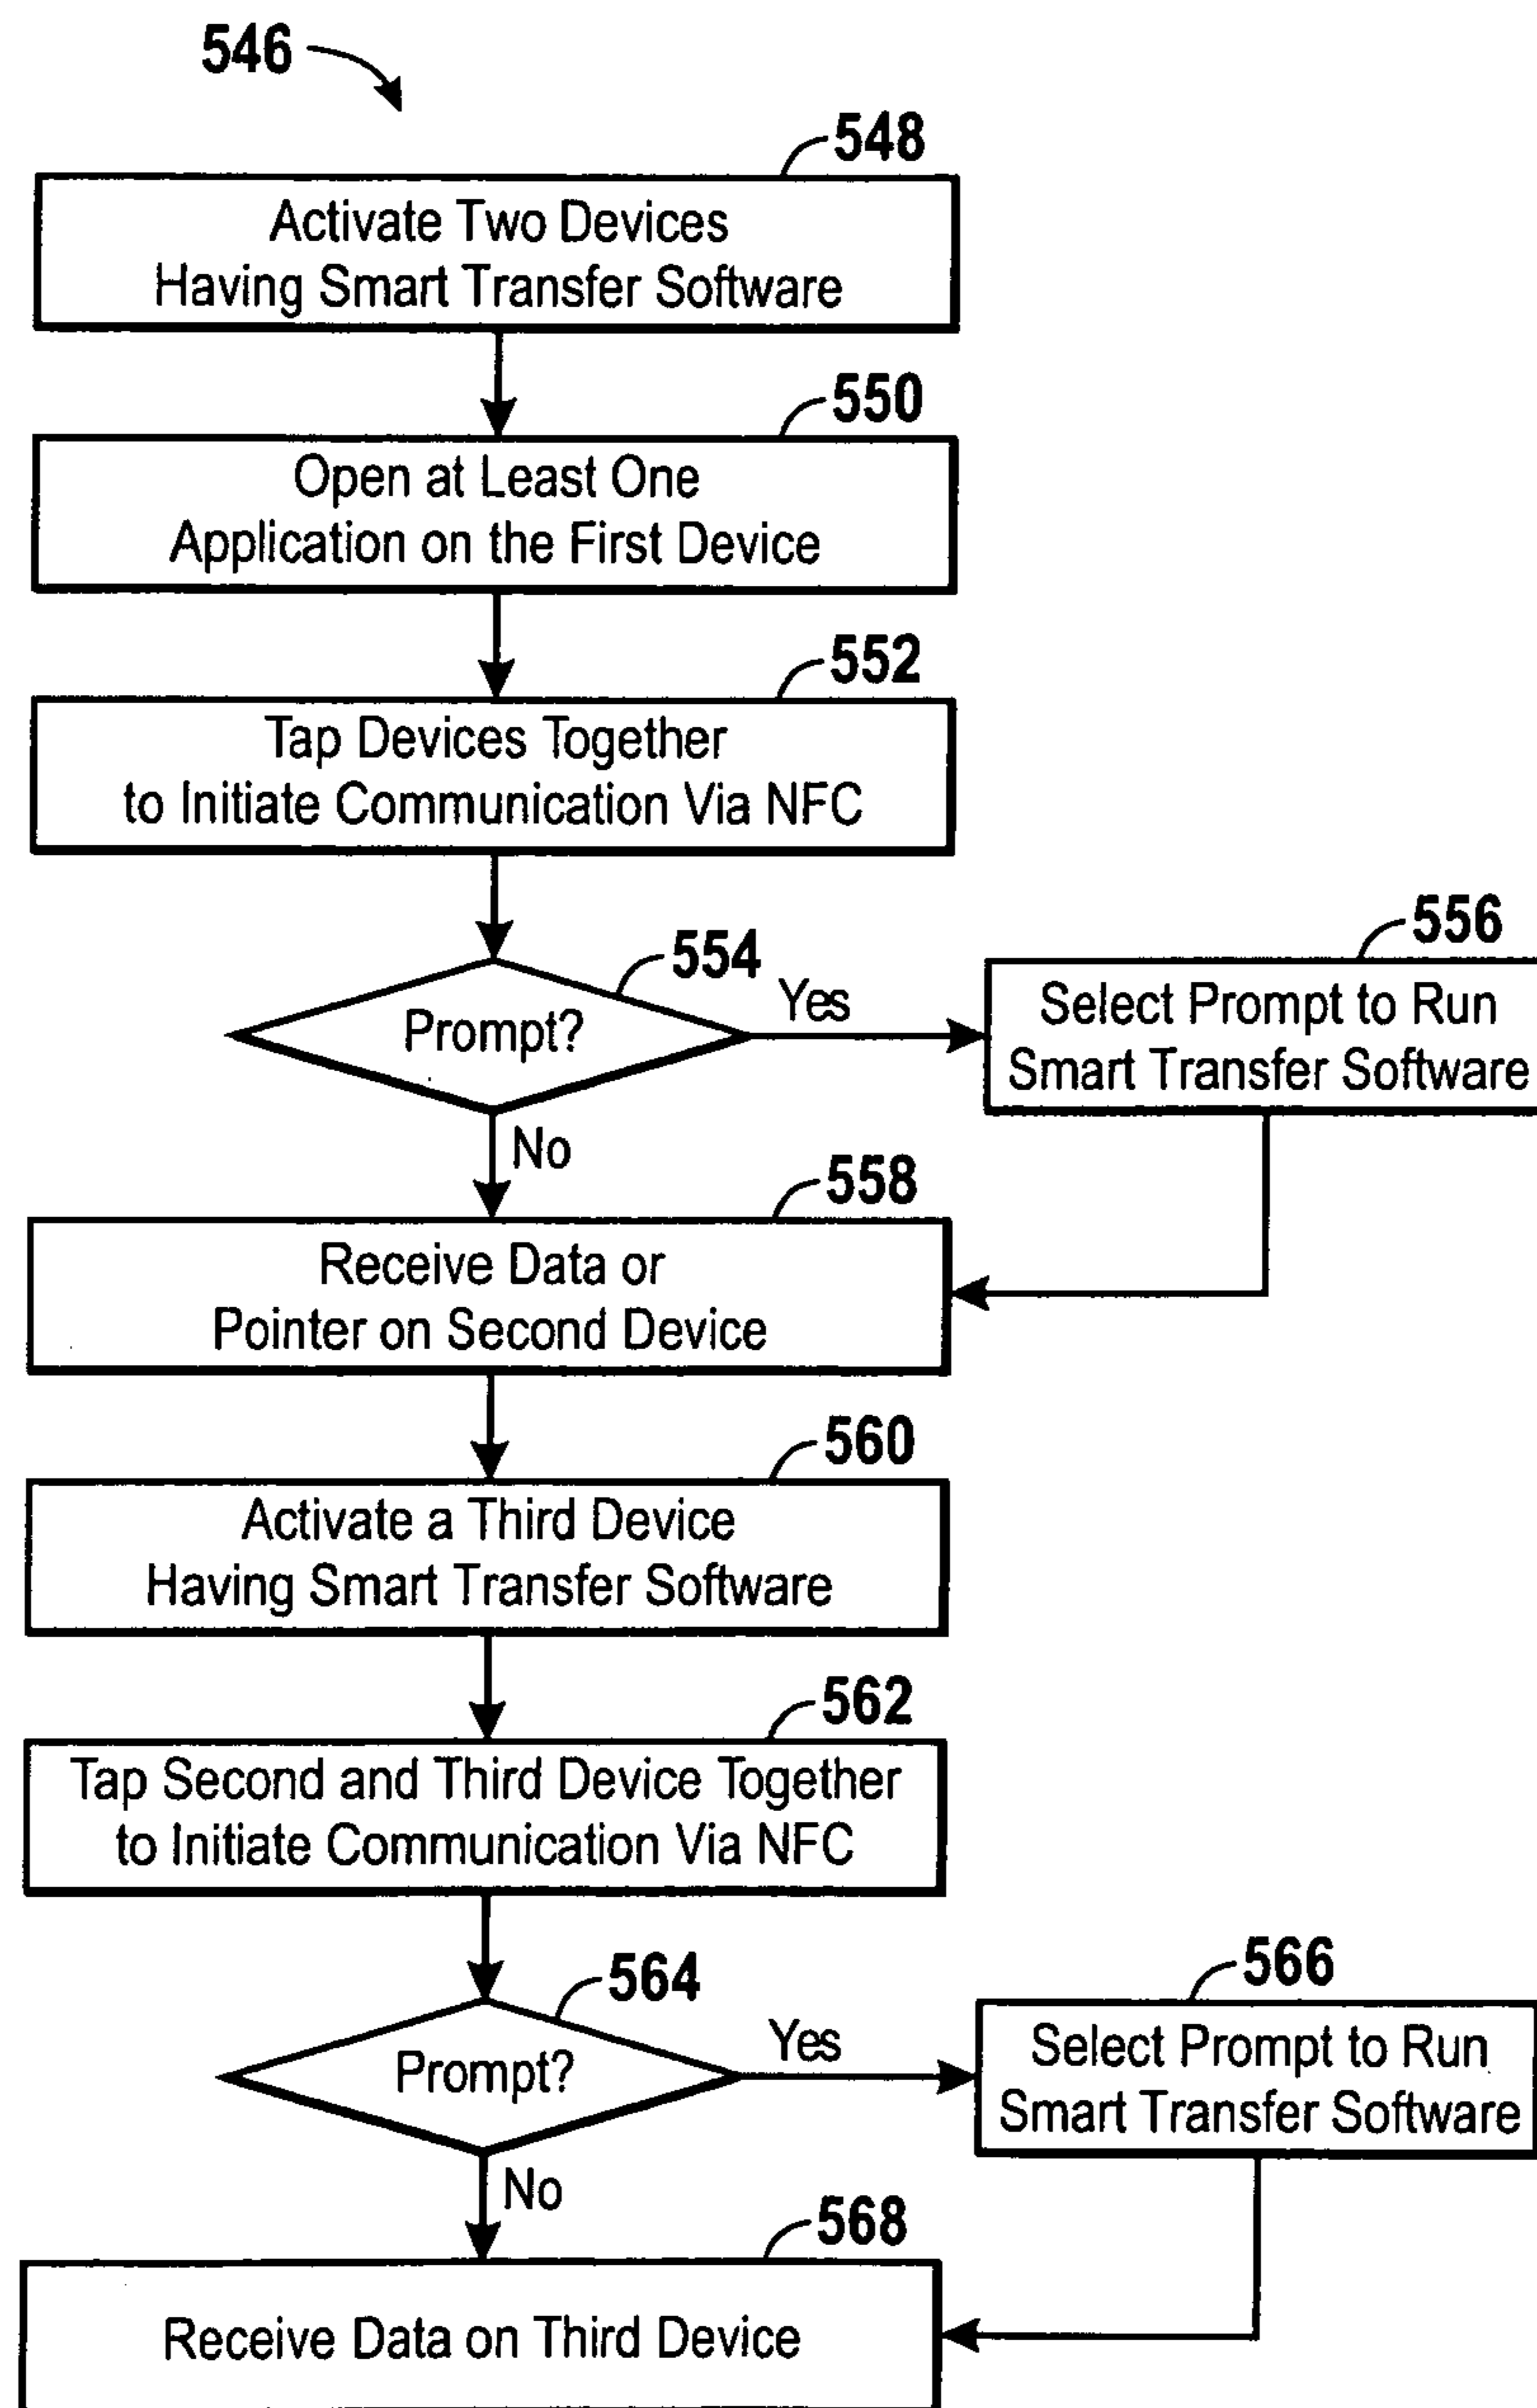 546
548
Activate Two Devices
Having Smart Transfer Software
550
Open at Least One
Application on the First Device
552
Tap Devices Together
to Initiate Communication Via NFC
554
Prompt?
Yes
556
Select Prompt to Run
Smart Transfer Software
No
558
Receive Data or
Pointer on Second Device
560
Activate a Third Device
Having Smart Transfer Software
562
Tap Second and Third Device Together
to Initiate Communication Via NFC
564
Prompt?
Yes
566
Select Prompt to Run
Smart Transfer Software
No
568
Receive Data on Third Device